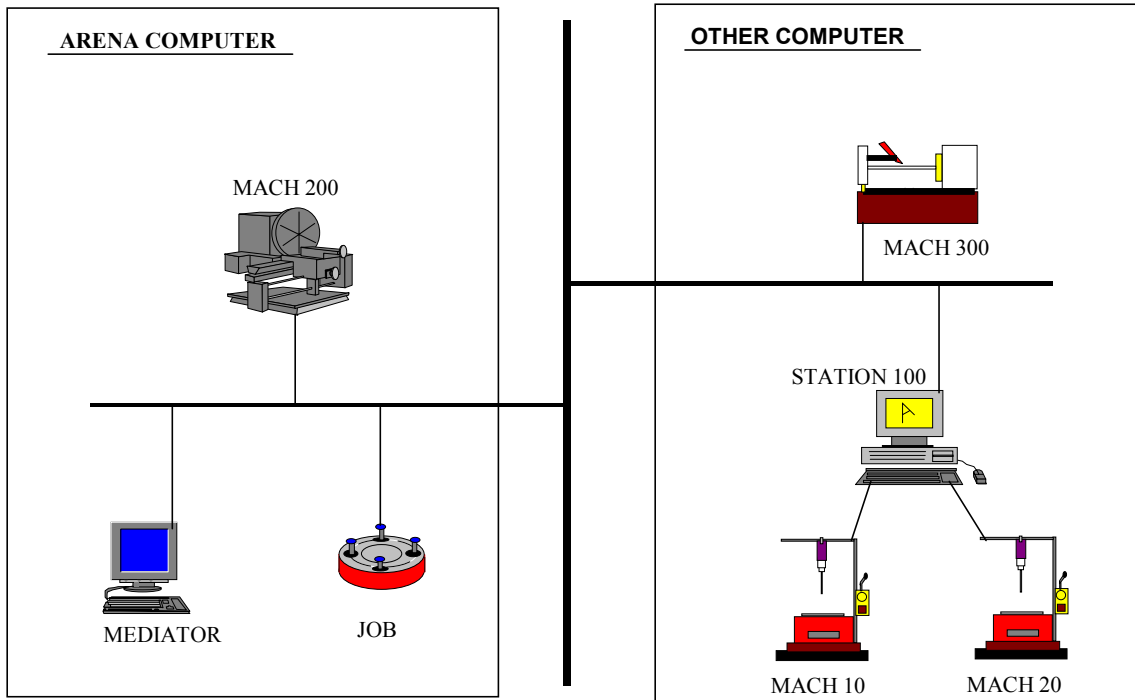 ARENA COMPUTER
MACH 200
MEDIATOR
JOB
OTHER COMPUTER
MACH 300
STATION 100
A
MACH 10
MACH 20